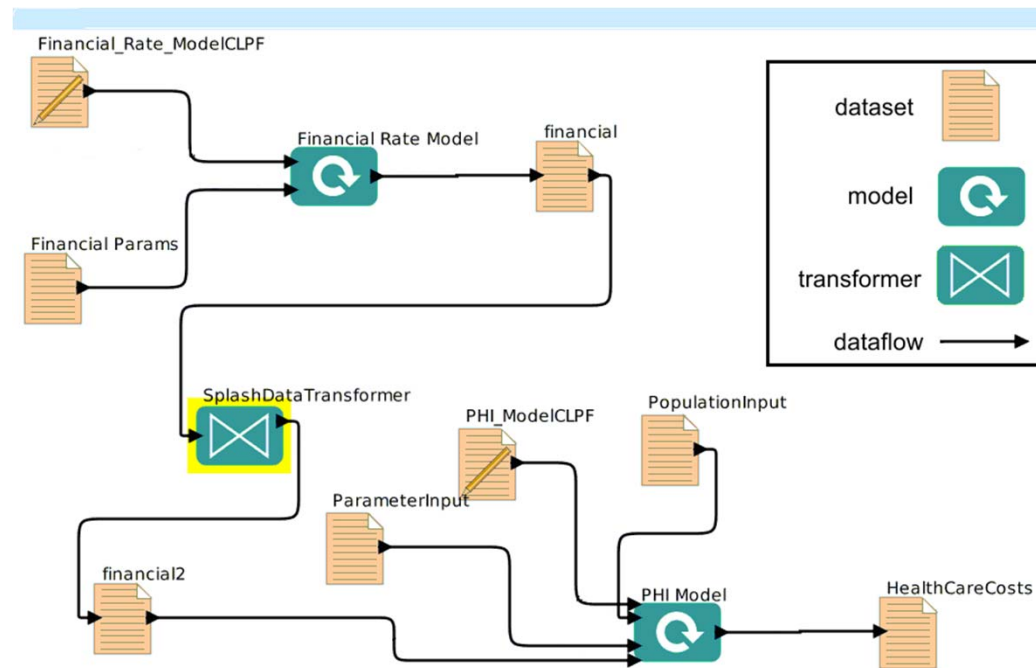 Financial_Rate_ModelCLPF
Financial Rate Model
financial
dataset
model
transformer
dataflow
Financial Params
SplashDataTransformer
PHI_ModelCLPF
PopulationInput
ParameterInput
financial2
PHI Model
HealthCareCosts